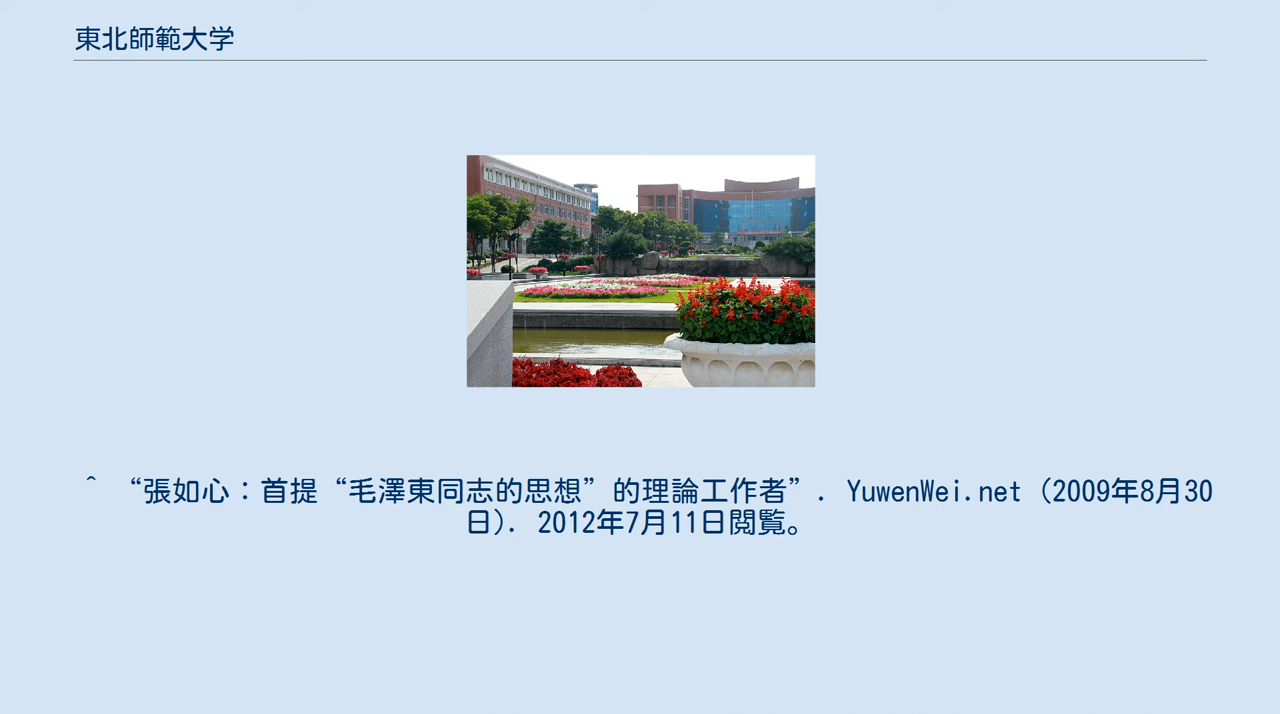 東北師範大学
^ “張如心：首提“毛澤東同志的思想”的理論工作者”. YuwenWei.net (2009年8月30
日). 2012年7月11日閲覧。